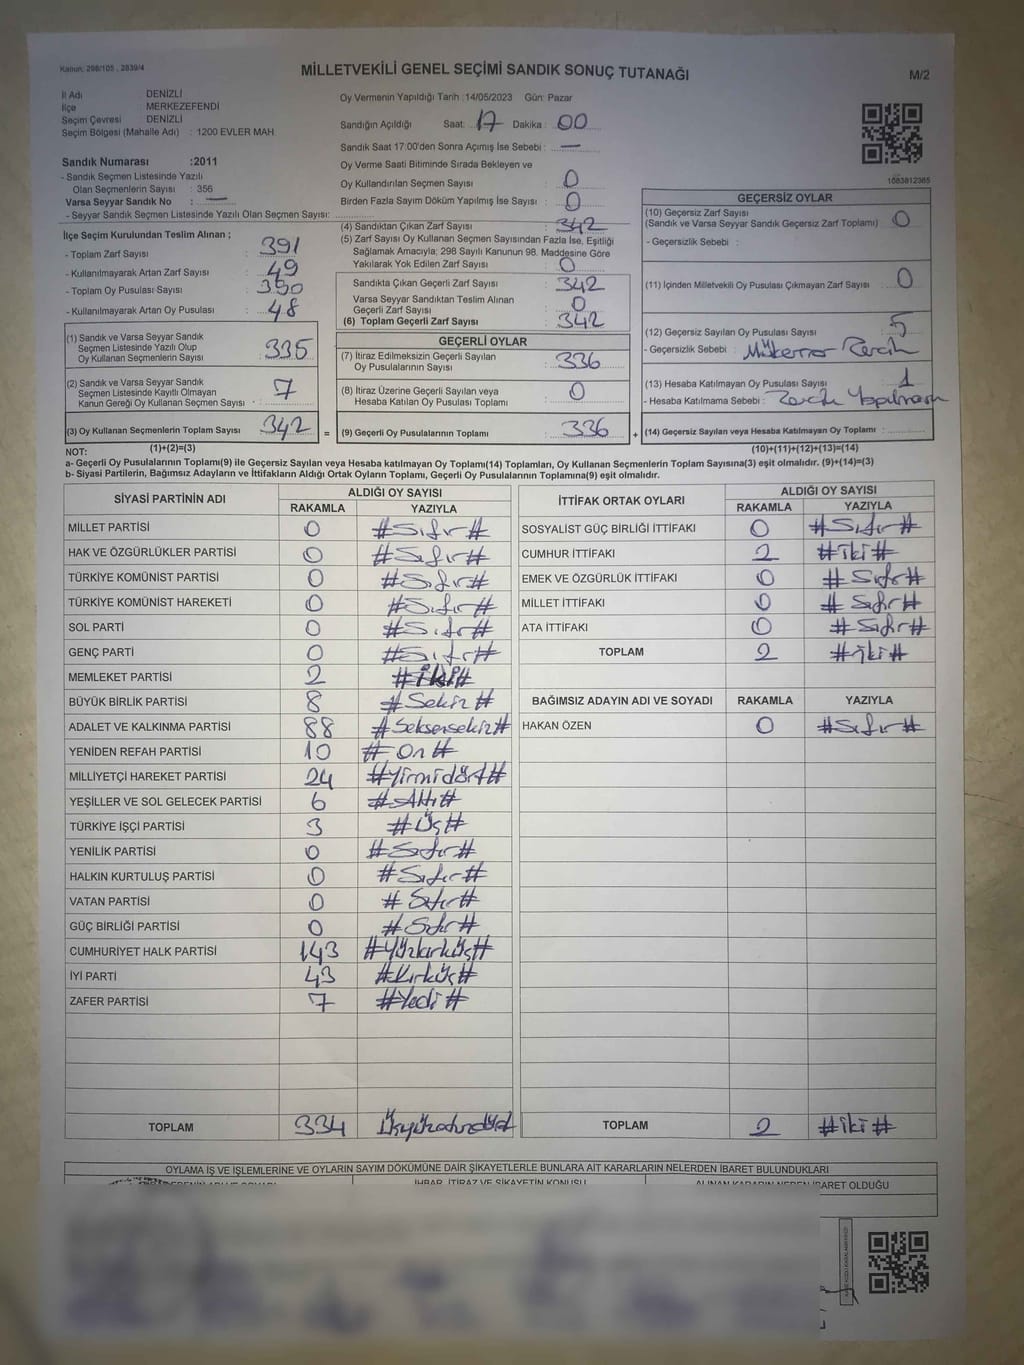 Kanun: 298/105 , 2839/4
MİLLETVEKİLİ GENEL SEÇİMİ SANDIK SONUÇ TUTANAĞI
M/2
İl Adı DENİZLİ
İlçe MERKEZEFENDİ
Seçim Çevresi DENİZLİ
Seçim Bölgesi (Mahalle Adı) : 1200 EVLER MAH
Sandık Numarası :2011
- Sandık Seçmen Listesinde Yazılı
Olan Seçmenlerin Sayısı : 356
Varsa Seyyar Sandık No : —
- Seyyar Sandık Seçmen Listesinde Yazılı Olan Seçmen Sayısı:
İlçe Seçim Kurulundan Teslim Alınan ;
- Toplam Zarf Sayısı : 391
- Kullanılmayarak Artan Zarf Sayısı : 49
- Toplam Oy Pusulası Sayısı : 390
- Kullanılmayarak Artan Oy Pusulası : 48
(1) Sandık ve Varsa Seyyar Sandık
Seçmen Listesinde Yazılı Olup
Oy Kullanan Seçmenlerin Sayısı : 335
(2) Sandık ve Varsa Seyyar Sandık
Seçmen Listesinde Kayıtlı Olmayan
Kanun Gereği Oy Kullanan Seçmen Sayısı : 7
(3) Oy Kullanan Seçmenlerin Toplam Sayısı : 342
(1)+(2)=(3)
Oy Vermenin Yapıldığı Tarih :14/05/2023 Gün: Pazar
Sandığın Açıldığı Saat: 17 Dakika : 00
Sandık Saat 17:00'den Sonra Açımış İse Sebebi : —
Oy Verme Saati Bitiminde Sırada Bekleyen ve
Oy Kullandırılan Seçmen Sayısı : 0
Birden Fazla Sayım Döküm Yapılmış İse Sayısı : 0
(4) Sandıktan Çıkan Zarf Sayısı : 342
(5) Zarf Sayısı Oy Kullanan Seçmen Sayısından Fazla İse, Eşitliği
Sağlamak Amacıyla; 298 Sayılı Kanunun 98. Maddesine Göre
Yakılarak Yok Edilen Zarf Sayısı : 0
Sandıkta Çıkan Geçerli Zarf Sayısı : 342
Varsa Seyyar Sandıktan Teslim Alınan
Geçerli Zarf Sayısı : 0
(6) Toplam Geçerli Zarf Sayısı : 342
GEÇERLİ OYLAR
(7) İtiraz Edilmeksizin Geçerli Sayılan
Oy Pusulalarının Sayısı : 336
(8) İtiraz Üzerine Geçerli Sayılan veya
Hesaba Katılan Oy Pusulası Toplamı : 0
= (9) Geçerli Oy Pusulalarının Toplamı : 336 +
1083812385
GEÇERSİZ OYLAR
(10) Geçersiz Zarf Sayısı
(Sandık ve Varsa Seyyar Sandık Geçersiz Zarf Toplamı) : 0
- Geçersizlik Sebebi :
(11) İçinden Milletvekili Oy Pusulası Çıkmayan Zarf Sayısı : 0
(12) Geçersiz Sayılan Oy Pusulası Sayısı : 5
- Geçersizlik Sebebi : Mükerrer Tercih
(13) Hesaba Katılmayan Oy Pusulası Sayısı : 1
- Hesaba Katılmama Sebebi : Tercih
(14) Geçersiz Sayılan veya Hesaba Katılmayan Oy Toplamı :
(10)+(11)+(12)+(13)=(14)
NOT:
a- Geçerli Oy Pusulalarının Toplamı(9) ile Geçersiz Sayılan veya Hesaba katılmayan Oy Toplamı(14) Toplamları, Oy Kullanan Seçmenlerin Toplam Sayısına(3) eşit olmalıdır. (9)+(14)=(3)
b- Siyasi Partilerin, Bağımsız Adayların ve İttifakların Aldığı Ortak Oyların Toplamı, Geçerli Oy Pusulalarının Toplamına(9) eşit olmalıdır.
SİYASİ PARTİNİN ADI ALDIĞI OY SAYISI
RAKAMLA YAZIYLA
MİLLET PARTİSİ 0 #Sıfır#
HAK VE ÖZGÜRLÜKLER PARTİSİ 0 #Sıfır#
TÜRKİYE KOMÜNİST PARTİSİ 0 #Sıfır#
TÜRKİYE KOMÜNİST HAREKETİ 0 #Sıfır#
SOL PARTİ 0 #Sıfır#
GENÇ PARTİ 0 #Sıfır#
MEMLEKET PARTİSİ 2 #iki#
BÜYÜK BİRLİK PARTİSİ 8 #Sekiz#
ADALET VE KALKINMA PARTİSİ 88 #Seksensekiz#
YENİDEN REFAH PARTİSİ 10 #On#
MİLLİYETÇİ HAREKET PARTİSİ 24 #Yirmidört#
YEŞİLLER VE SOL GELECEK PARTİSİ 6 #Altı#
TÜRKİYE İŞÇİ PARTİSİ 3 #Üç#
YENİLİK PARTİSİ 0 #Sıfır#
HALKIN KURTULUŞ PARTİSİ 0 #Sıfır#
VATAN PARTİSİ 0 #Sıfır#
GÜÇ BİRLİĞİ PARTİSİ 0 #Sıfır#
CUMHURİYET HALK PARTİSİ 143 #Yüzkırküç#
İYİ PARTİ 43 #Kırküç#
ZAFER PARTİSİ 7 #Yedi#
TOPLAM 334 Üçyüzotuzdört
İTTİFAK ORTAK OYLARI ALDIĞI OY SAYISI
RAKAMLA YAZIYLA
SOSYALİST GÜÇ BİRLİĞİ İTTİFAKI 0 #Sıfır#
CUMHUR İTTİFAKI 2 #iki#
EMEK VE ÖZGÜRLÜK İTTİFAKI 0 #Sıfır#
MİLLET İTTİFAKI 0 #Sıfır#
ATA İTTİFAKI 0 #Sıfır#
TOPLAM 2 #iki#
BAĞIMSIZ ADAYIN ADI VE SOYADI RAKAMLA YAZIYLA
HAKAN ÖZEN 0 #Sıfır#
TOPLAM 2 #iki#
OYLAMA İŞ VE İŞLEMLERİNE VE OYLARIN SAYIM DÖKÜMÜNE DAİR ŞİKAYETLERLE BUNLARA AİT KARARLARIN NELERDEN İBARET BULUNDUKLARI
İHBAR, İTİRAZ VE ŞİKAYETİN KONUSU
ALINAN KARARIN NEDEN İBARET OLDUĞU